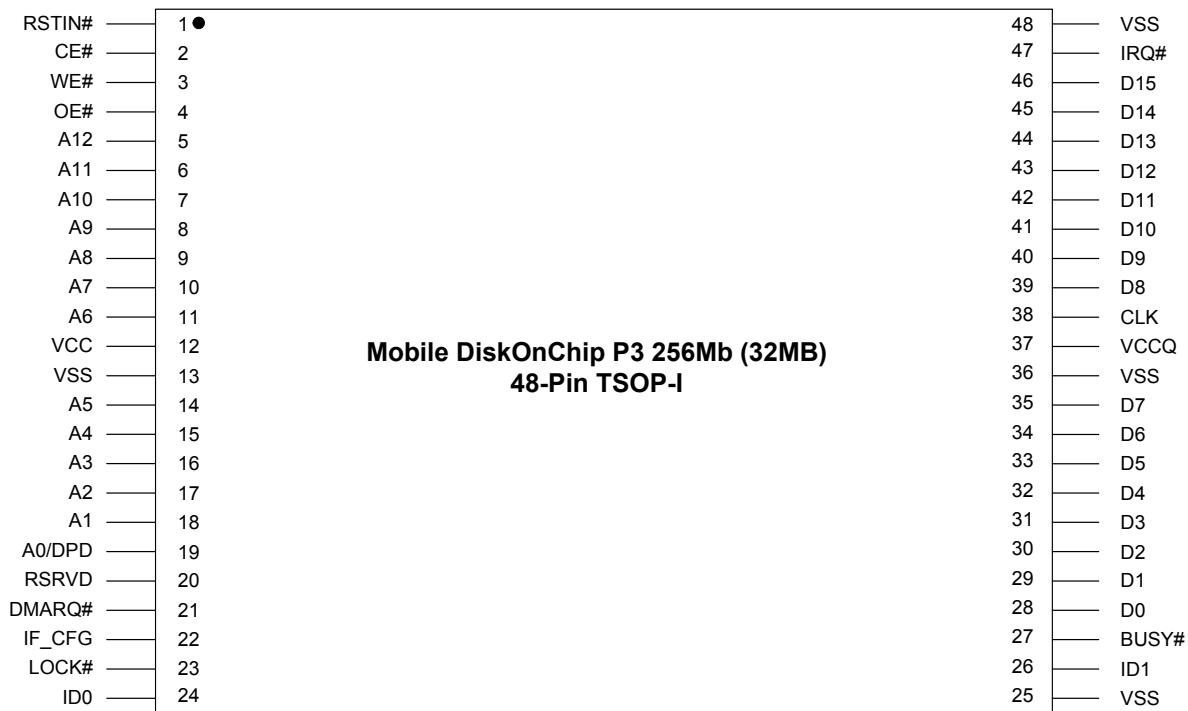 RSTIN# 1 48 VSS
CE# 2 47 IRQ#
WE# 3 46 D15
OE# 4 45 D14
A12 5 44 D13
A11 6 43 D12
A10 7 42 D11
A9 8 41 D10
A8 9 40 D9
A7 10 39 D8
A6 11 38 CLK
VCC 12 37 VCCQ
VSS 13 36 VSS
Mobile DiskOnChip P3 256Mb (32MB)
48-Pin TSOP-I
A5 14 35 D7
A4 15 34 D6
A3 16 33 D5
A2 17 32 D4
A1 18 31 D3
A0/DPD 19 30 D2
RSRVD 20 29 D1
DMARQ# 21 28 D0
IF_CFG 22 27 BUSY#
LOCK# 23 26 ID1
ID0 24 25 VSS